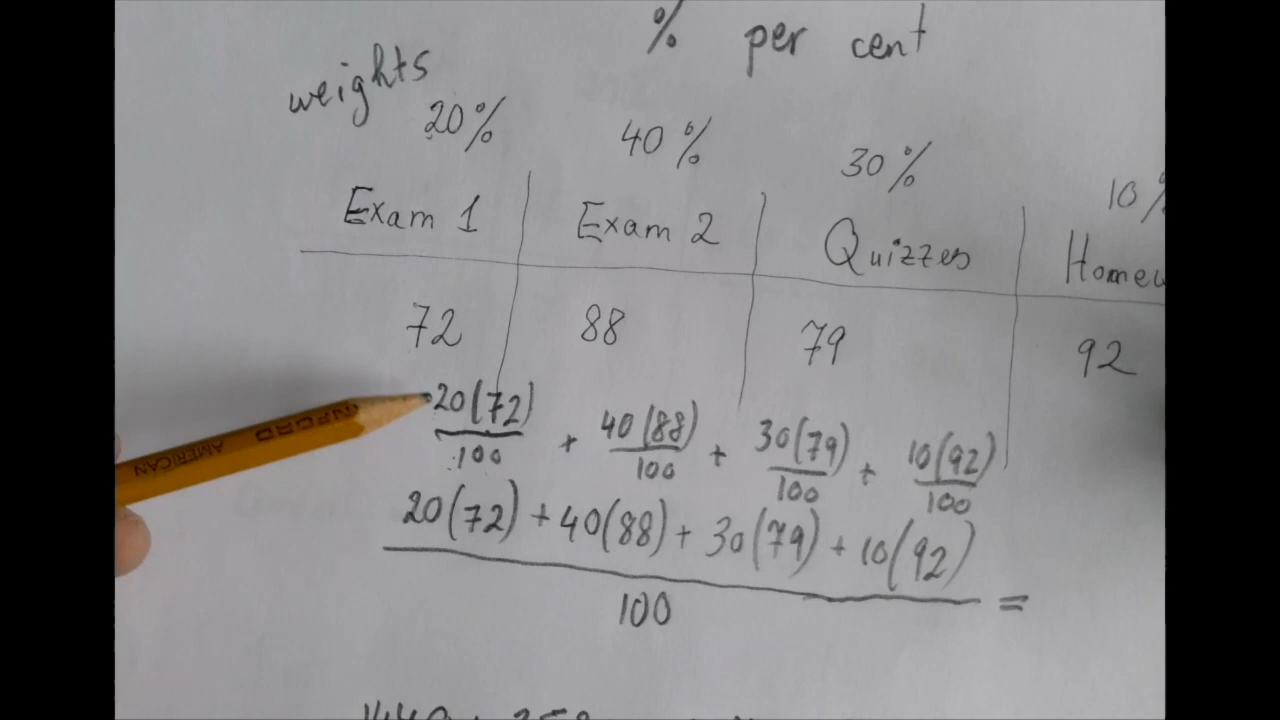 % per cent
weights
20% 40% 30% 10%
Exam 1 Exam 2 Quizzes Homew
72 88 79 92
20(72)/100 + 40(88)/100 + 30(79)/100 + 10(92)/100
20(72) + 40(88) + 30(79) + 10(92)
100 =
AMERICAN